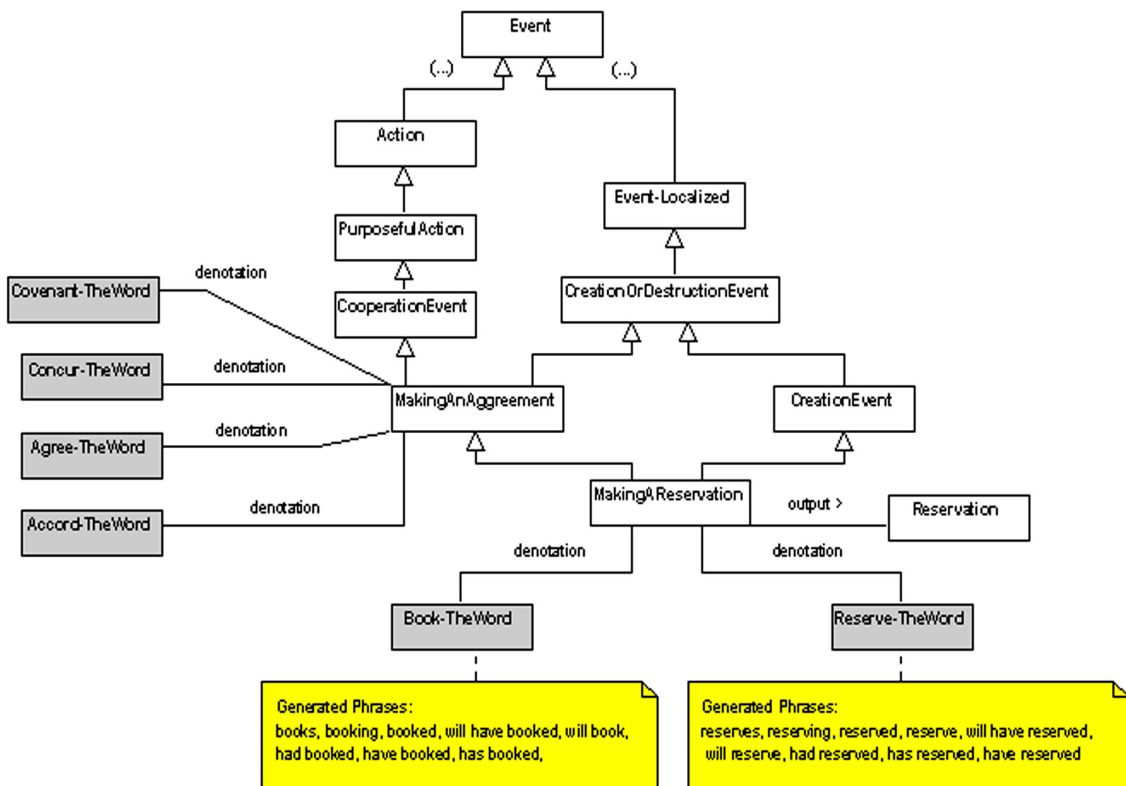 Event
(...)
(...)
Action
Event-Localized
PurposefulAction
denotation
Covenant-TheWord
CooperationEvent
CreationOrDestructionEvent
denotation
Concur-TheWord
MakingAnAggreement
CreationEvent
denotation
Agree-TheWord
MakingAReservation
denotation
output >
Accord-TheWord
Reservation
denotation
denotation
Book-TheWord
Reserve-TheWord
Generated Phrases:
books, booking, booked, will have booked, will book,
had booked, have booked, has booked,
Generated Phrases:
reserves, reserving, reserved, reserve, will have reserved,
will reserve, had reserved, has reserved, have reserved